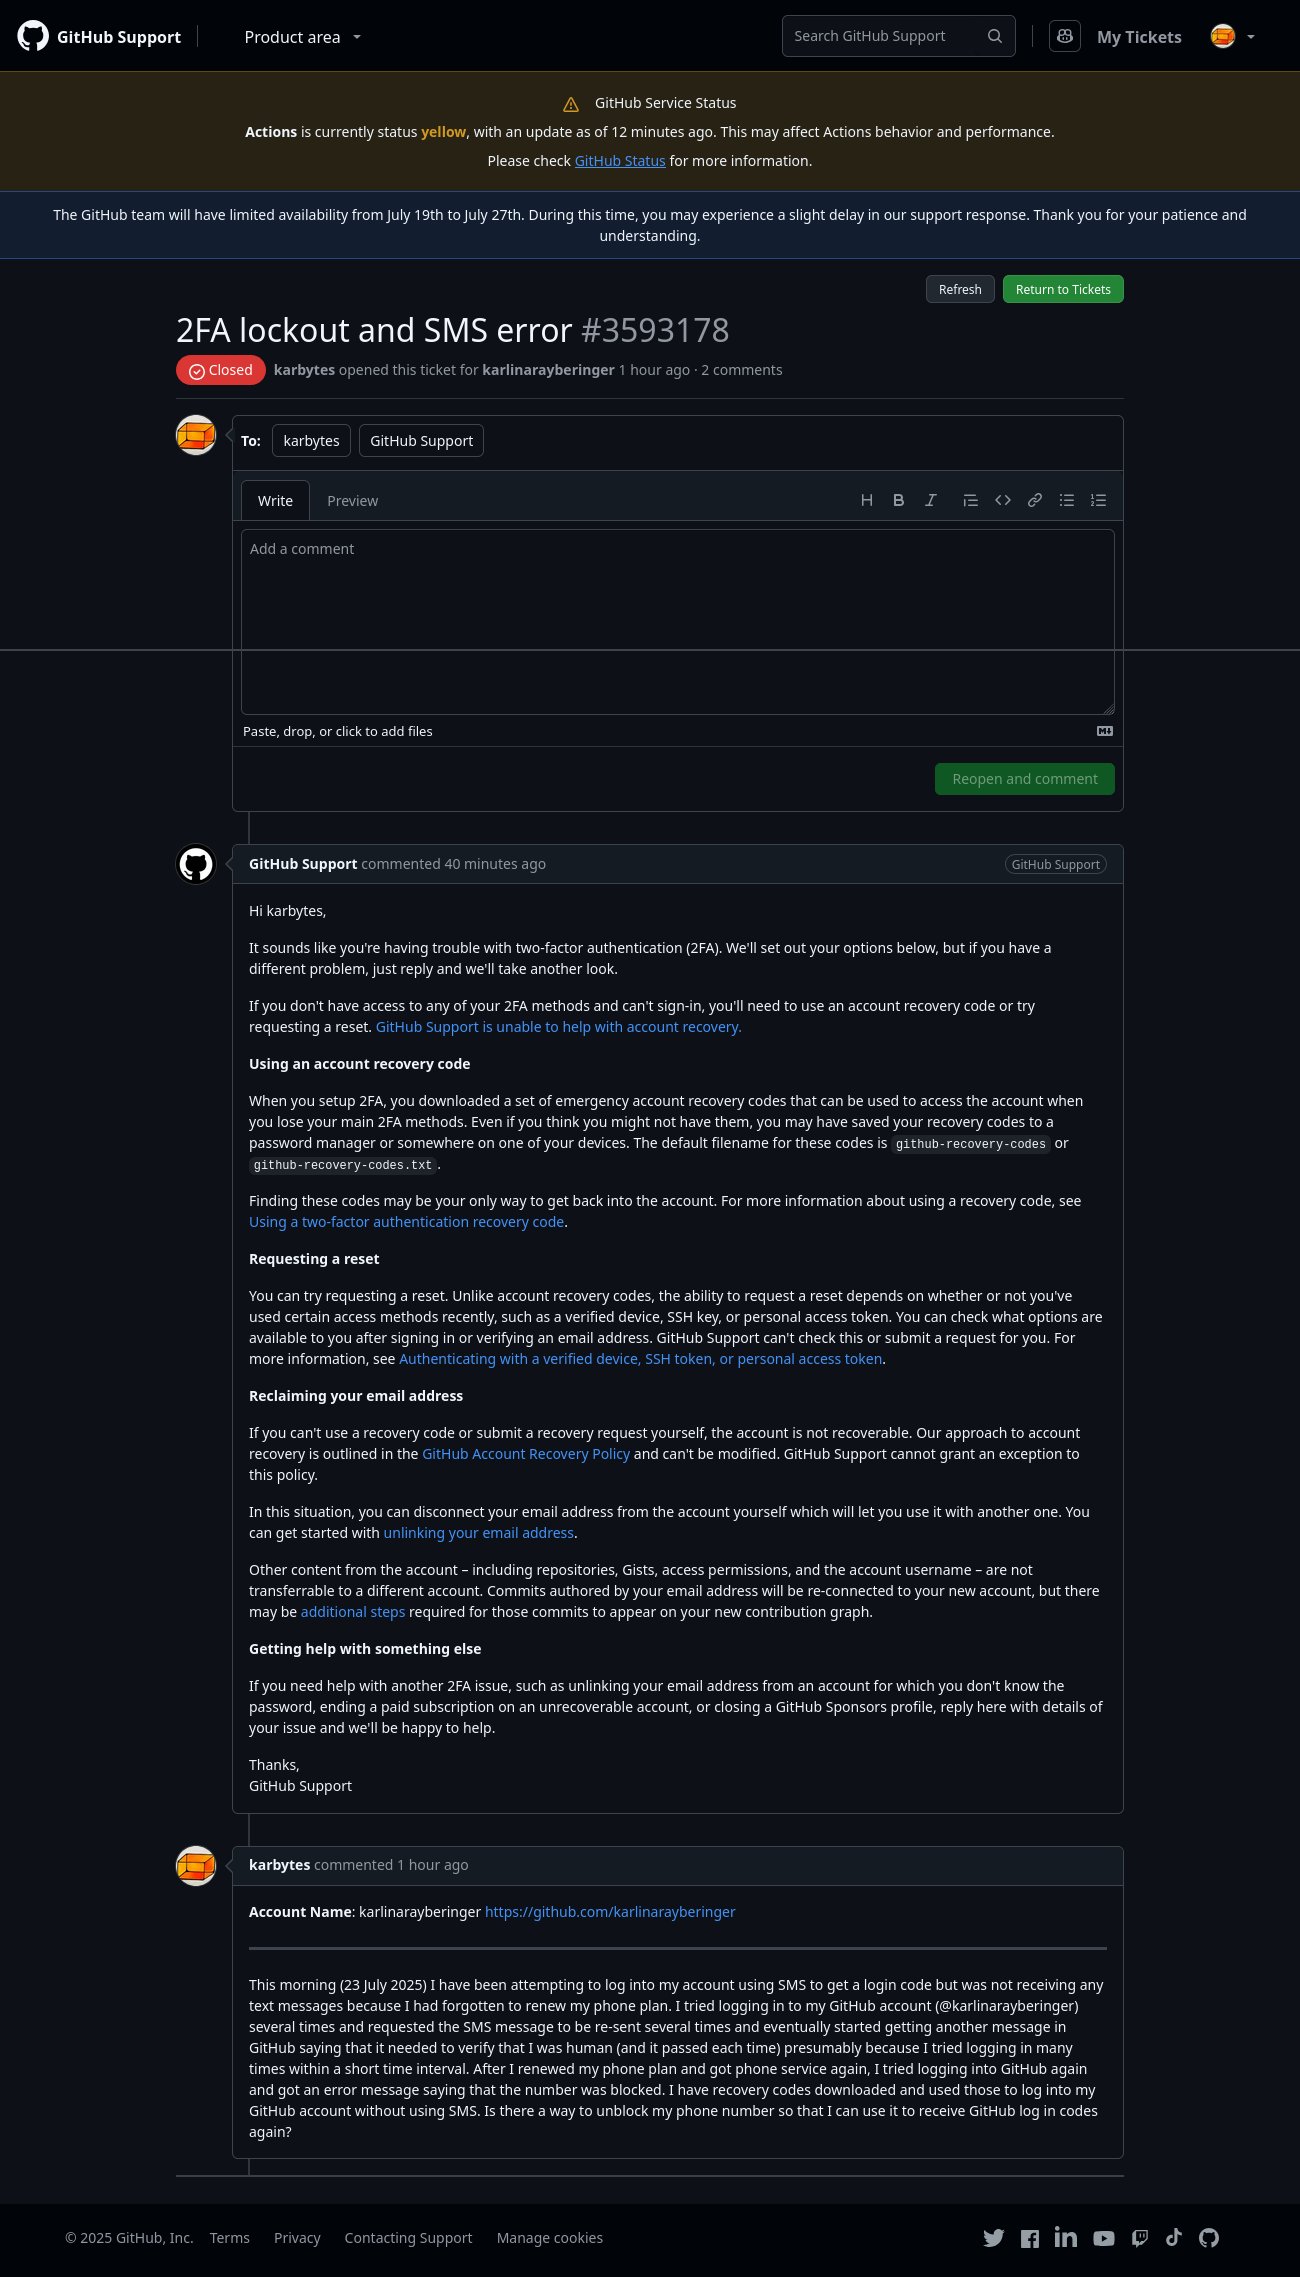 GitHub Support
Product area
Search GitHub Support
My Tickets
GitHub Service Status
Actions is currently status yellow, with an update as of 12 minutes ago. This may affect Actions behavior and performance.
Please check GitHub Status for more information.
The GitHub team will have limited availability from July 19th to July 27th. During this time, you may experience a slight delay in our support response. Thank you for your patience and
understanding.
Refresh
Return to Tickets
2FA lockout and SMS error #3593178
Closed
karbytes opened this ticket for karlinarayberinger 1 hour ago · 2 comments
To:
karbytes
GitHub Support
Write
Preview
Add a comment
Paste, drop, or click to add files
Reopen and comment
GitHub Support commented 40 minutes ago
GitHub Support
Hi karbytes,
It sounds like you're having trouble with two-factor authentication (2FA). We'll set out your options below, but if you have a
different problem, just reply and we'll take another look.
If you don't have access to any of your 2FA methods and can't sign-in, you'll need to use an account recovery code or try
requesting a reset. GitHub Support is unable to help with account recovery.
Using an account recovery code
When you setup 2FA, you downloaded a set of emergency account recovery codes that can be used to access the account when
you lose your main 2FA methods. Even if you think you might not have them, you may have saved your recovery codes to a
password manager or somewhere on one of your devices. The default filename for these codes is github-recovery-codes or
github-recovery-codes.txt.
Finding these codes may be your only way to get back into the account. For more information about using a recovery code, see
Using a two-factor authentication recovery code.
Requesting a reset
You can try requesting a reset. Unlike account recovery codes, the ability to request a reset depends on whether or not you've
used certain access methods recently, such as a verified device, SSH key, or personal access token. You can check what options are
available to you after signing in or verifying an email address. GitHub Support can't check this or submit a request for you. For
more information, see Authenticating with a verified device, SSH token, or personal access token.
Reclaiming your email address
If you can't use a recovery code or submit a recovery request yourself, the account is not recoverable. Our approach to account
recovery is outlined in the GitHub Account Recovery Policy and can't be modified. GitHub Support cannot grant an exception to
this policy.
In this situation, you can disconnect your email address from the account yourself which will let you use it with another one. You
can get started with unlinking your email address.
Other content from the account – including repositories, Gists, access permissions, and the account username – are not
transferrable to a different account. Commits authored by your email address will be re-connected to your new account, but there
may be additional steps required for those commits to appear on your new contribution graph.
Getting help with something else
If you need help with another 2FA issue, such as unlinking your email address from an account for which you don't know the
password, ending a paid subscription on an unrecoverable account, or closing a GitHub Sponsors profile, reply here with details of
your issue and we'll be happy to help.
Thanks,
GitHub Support
karbytes commented 1 hour ago
Account Name: karlinarayberinger https://github.com/karlinarayberinger
This morning (23 July 2025) I have been attempting to log into my account using SMS to get a login code but was not receiving any
text messages because I had forgotten to renew my phone plan. I tried logging in to my GitHub account (@karlinarayberinger)
several times and requested the SMS message to be re-sent several times and eventually started getting another message in
GitHub saying that it needed to verify that I was human (and it passed each time) presumably because I tried logging in many
times within a short time interval. After I renewed my phone plan and got phone service again, I tried logging into GitHub again
and got an error message saying that the number was blocked. I have recovery codes downloaded and used those to log into my
GitHub account without using SMS. Is there a way to unblock my phone number so that I can use it to receive GitHub log in codes
again?
© 2025 GitHub, Inc.
Terms
Privacy
Contacting Support
Manage cookies